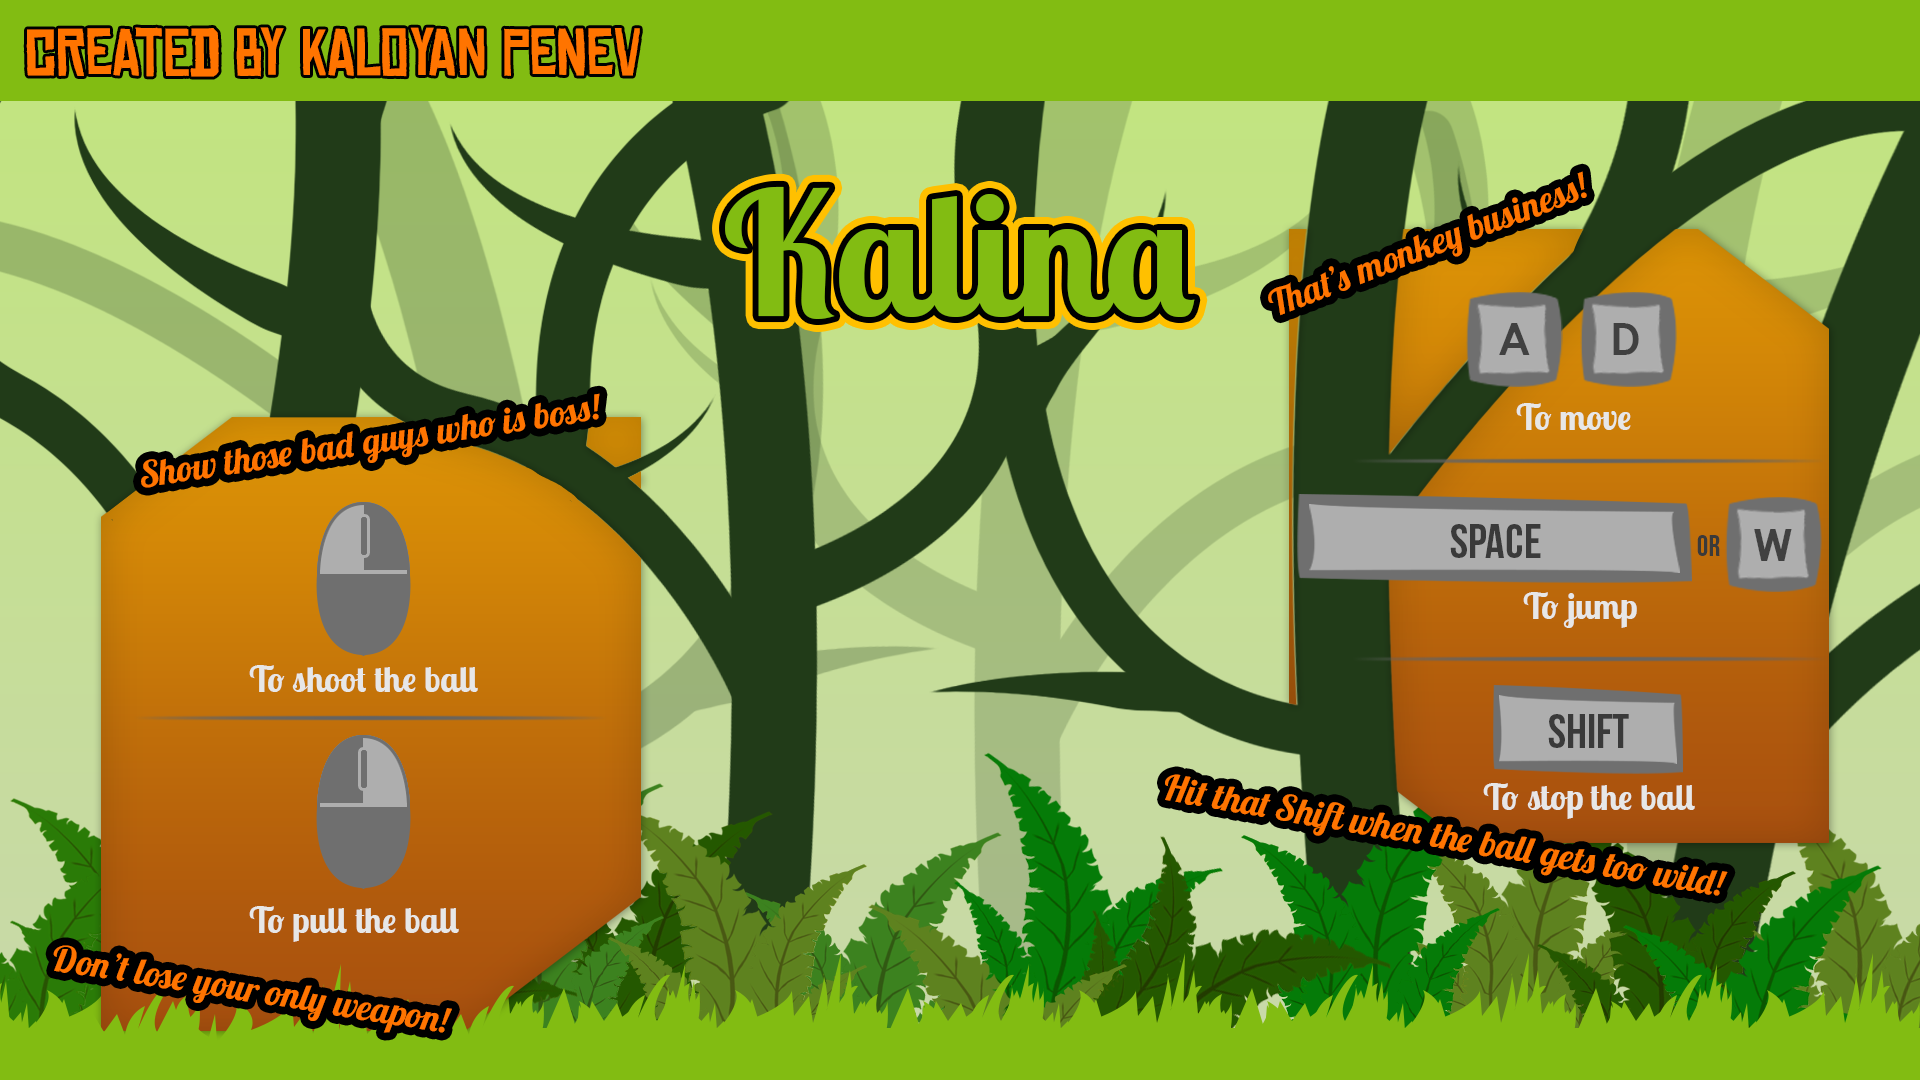 CREATED BY KALOYAN PENEV
Kalina
Show those bad guys who is boss!
To shoot the ball
To pull the ball
Don't lose your only weapon!
That's monkey business!
A D
To move
SPACE OR W
To jump
SHIFT
To stop the ball
Hit that Shift when the ball gets too wild!